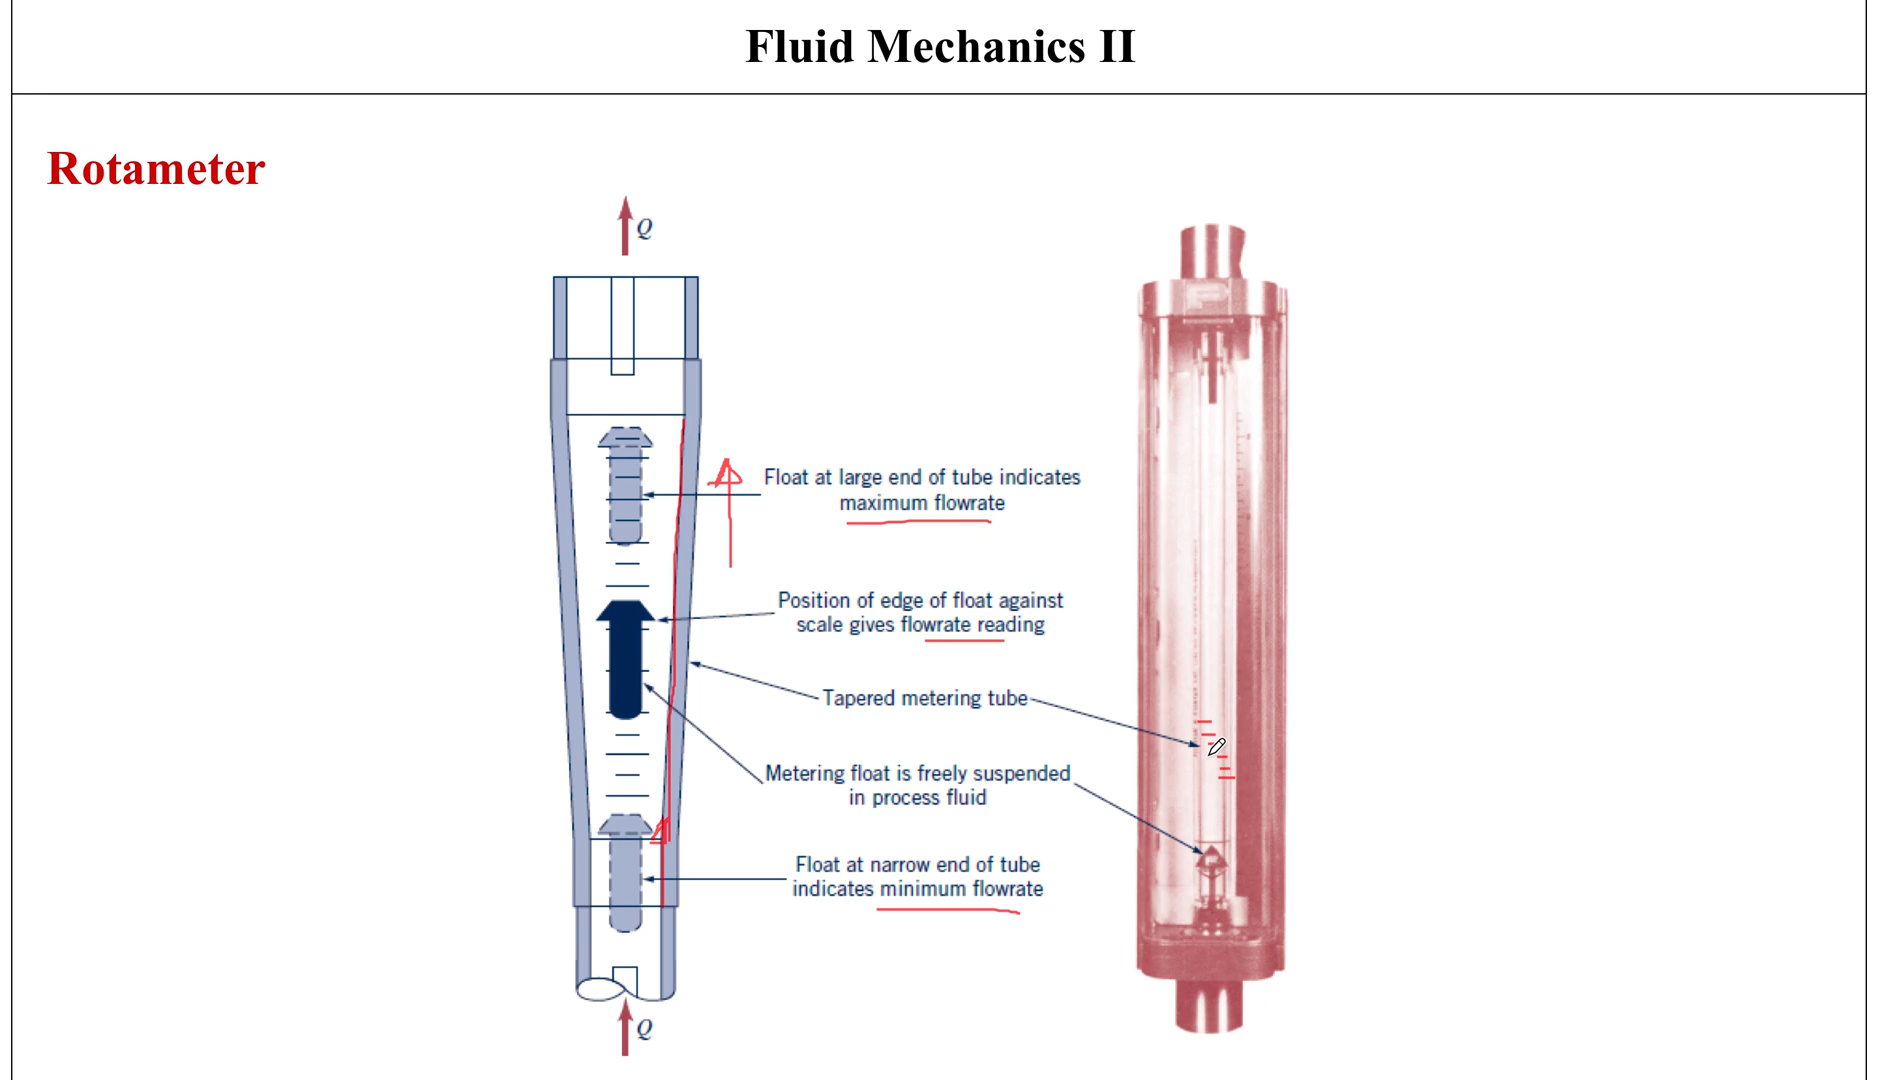 Fluid Mechanics II
Rotameter
Q
Float at large end of tube indicates
maximum flowrate
Position of edge of float against
scale gives flowrate reading
Tapered metering tube
Metering float is freely suspended
in process fluid
Float at narrow end of tube
indicates minimum flowrate
Q